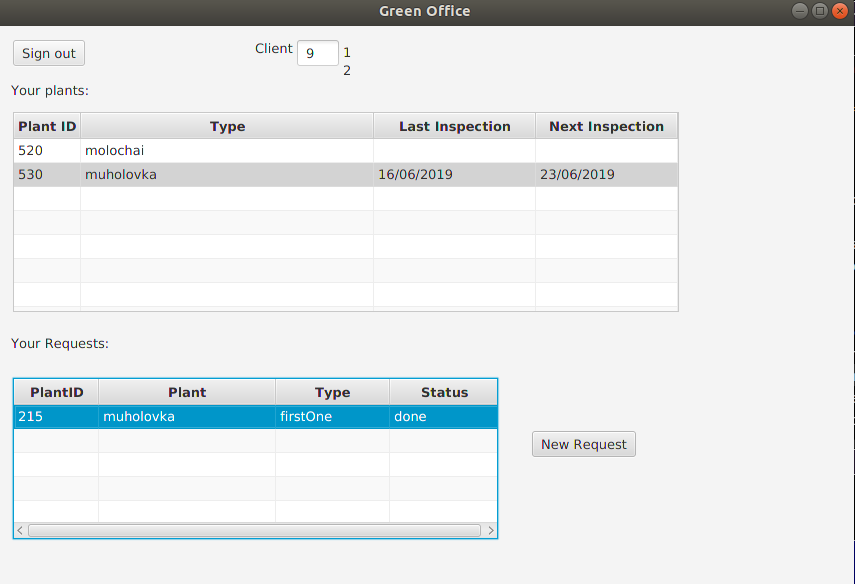 Green Office
Sign out
Client 9 1
2
Your plants:
Plant ID Type Last Inspection Next Inspection
520 molochai
530 muholovka 16/06/2019 23/06/2019
Your Requests:
PlantID Plant Type Status
215 muholovka firstOne done
New Request